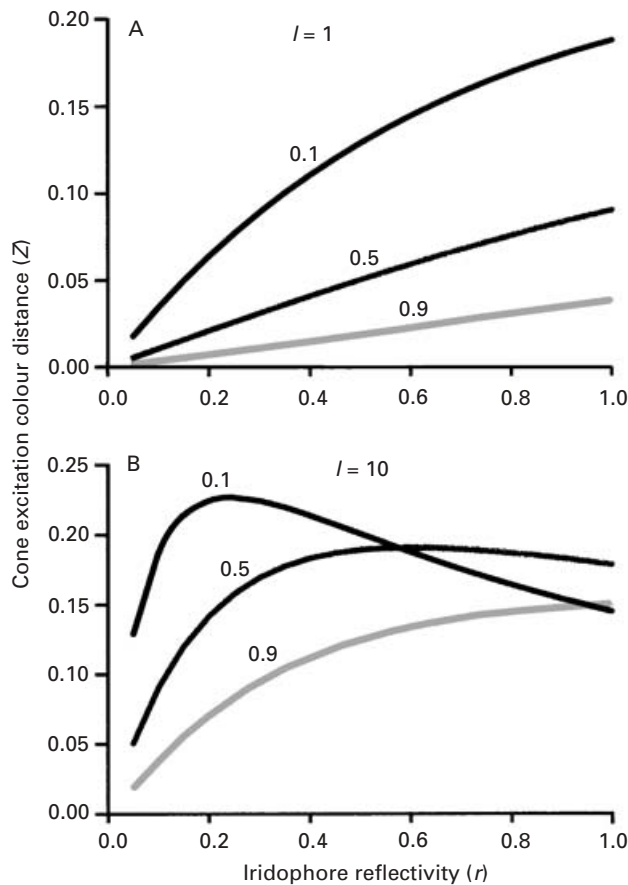 Cone excitation colour distance (Z)
A
l = 1
0.20
0.15
0.10
0.05
0.00
0.1
0.5
0.9
0.0 0.2 0.4 0.6 0.8 1.0
B
l = 10
0.25
0.20
0.15
0.10
0.05
0.00
0.1
0.5
0.9
0.0 0.2 0.4 0.6 0.8 1.0
Iridophore reflectivity (r)